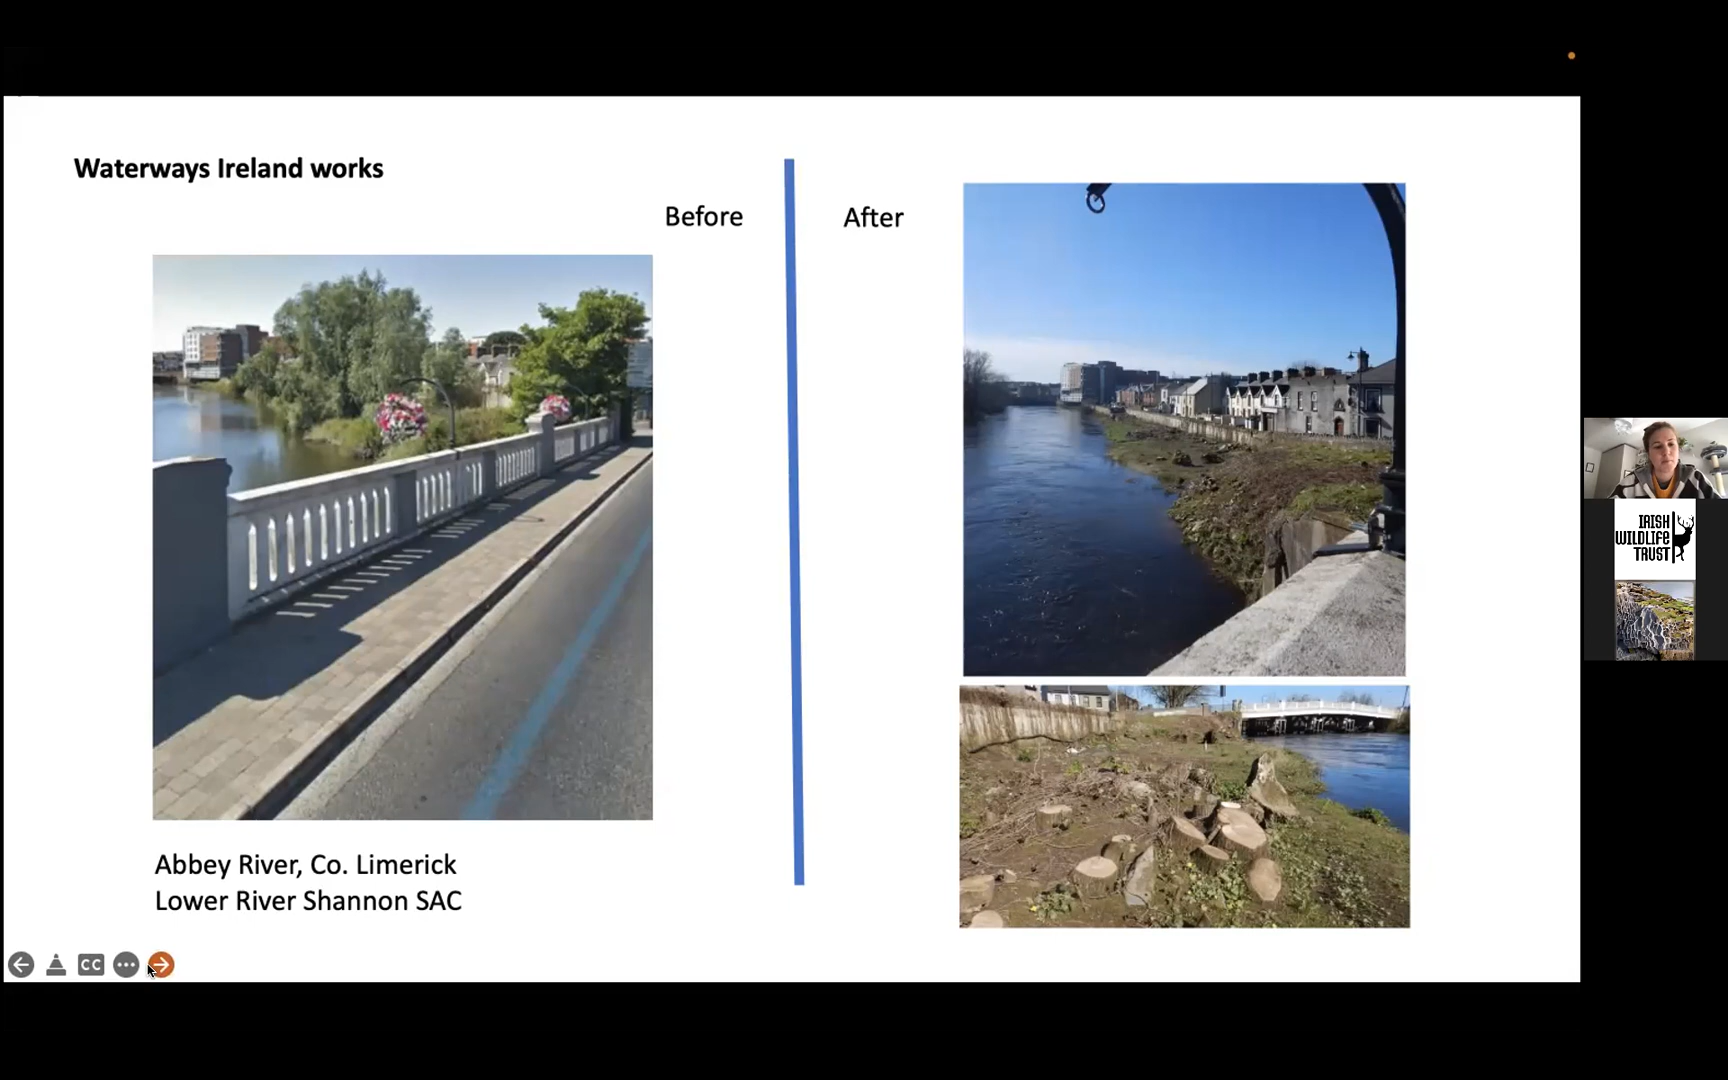 Waterways Ireland works
Before
After
Abbey River, Co. Limerick
Lower River Shannon SAC
CC
IRISH
WILDLIFE
TRUST